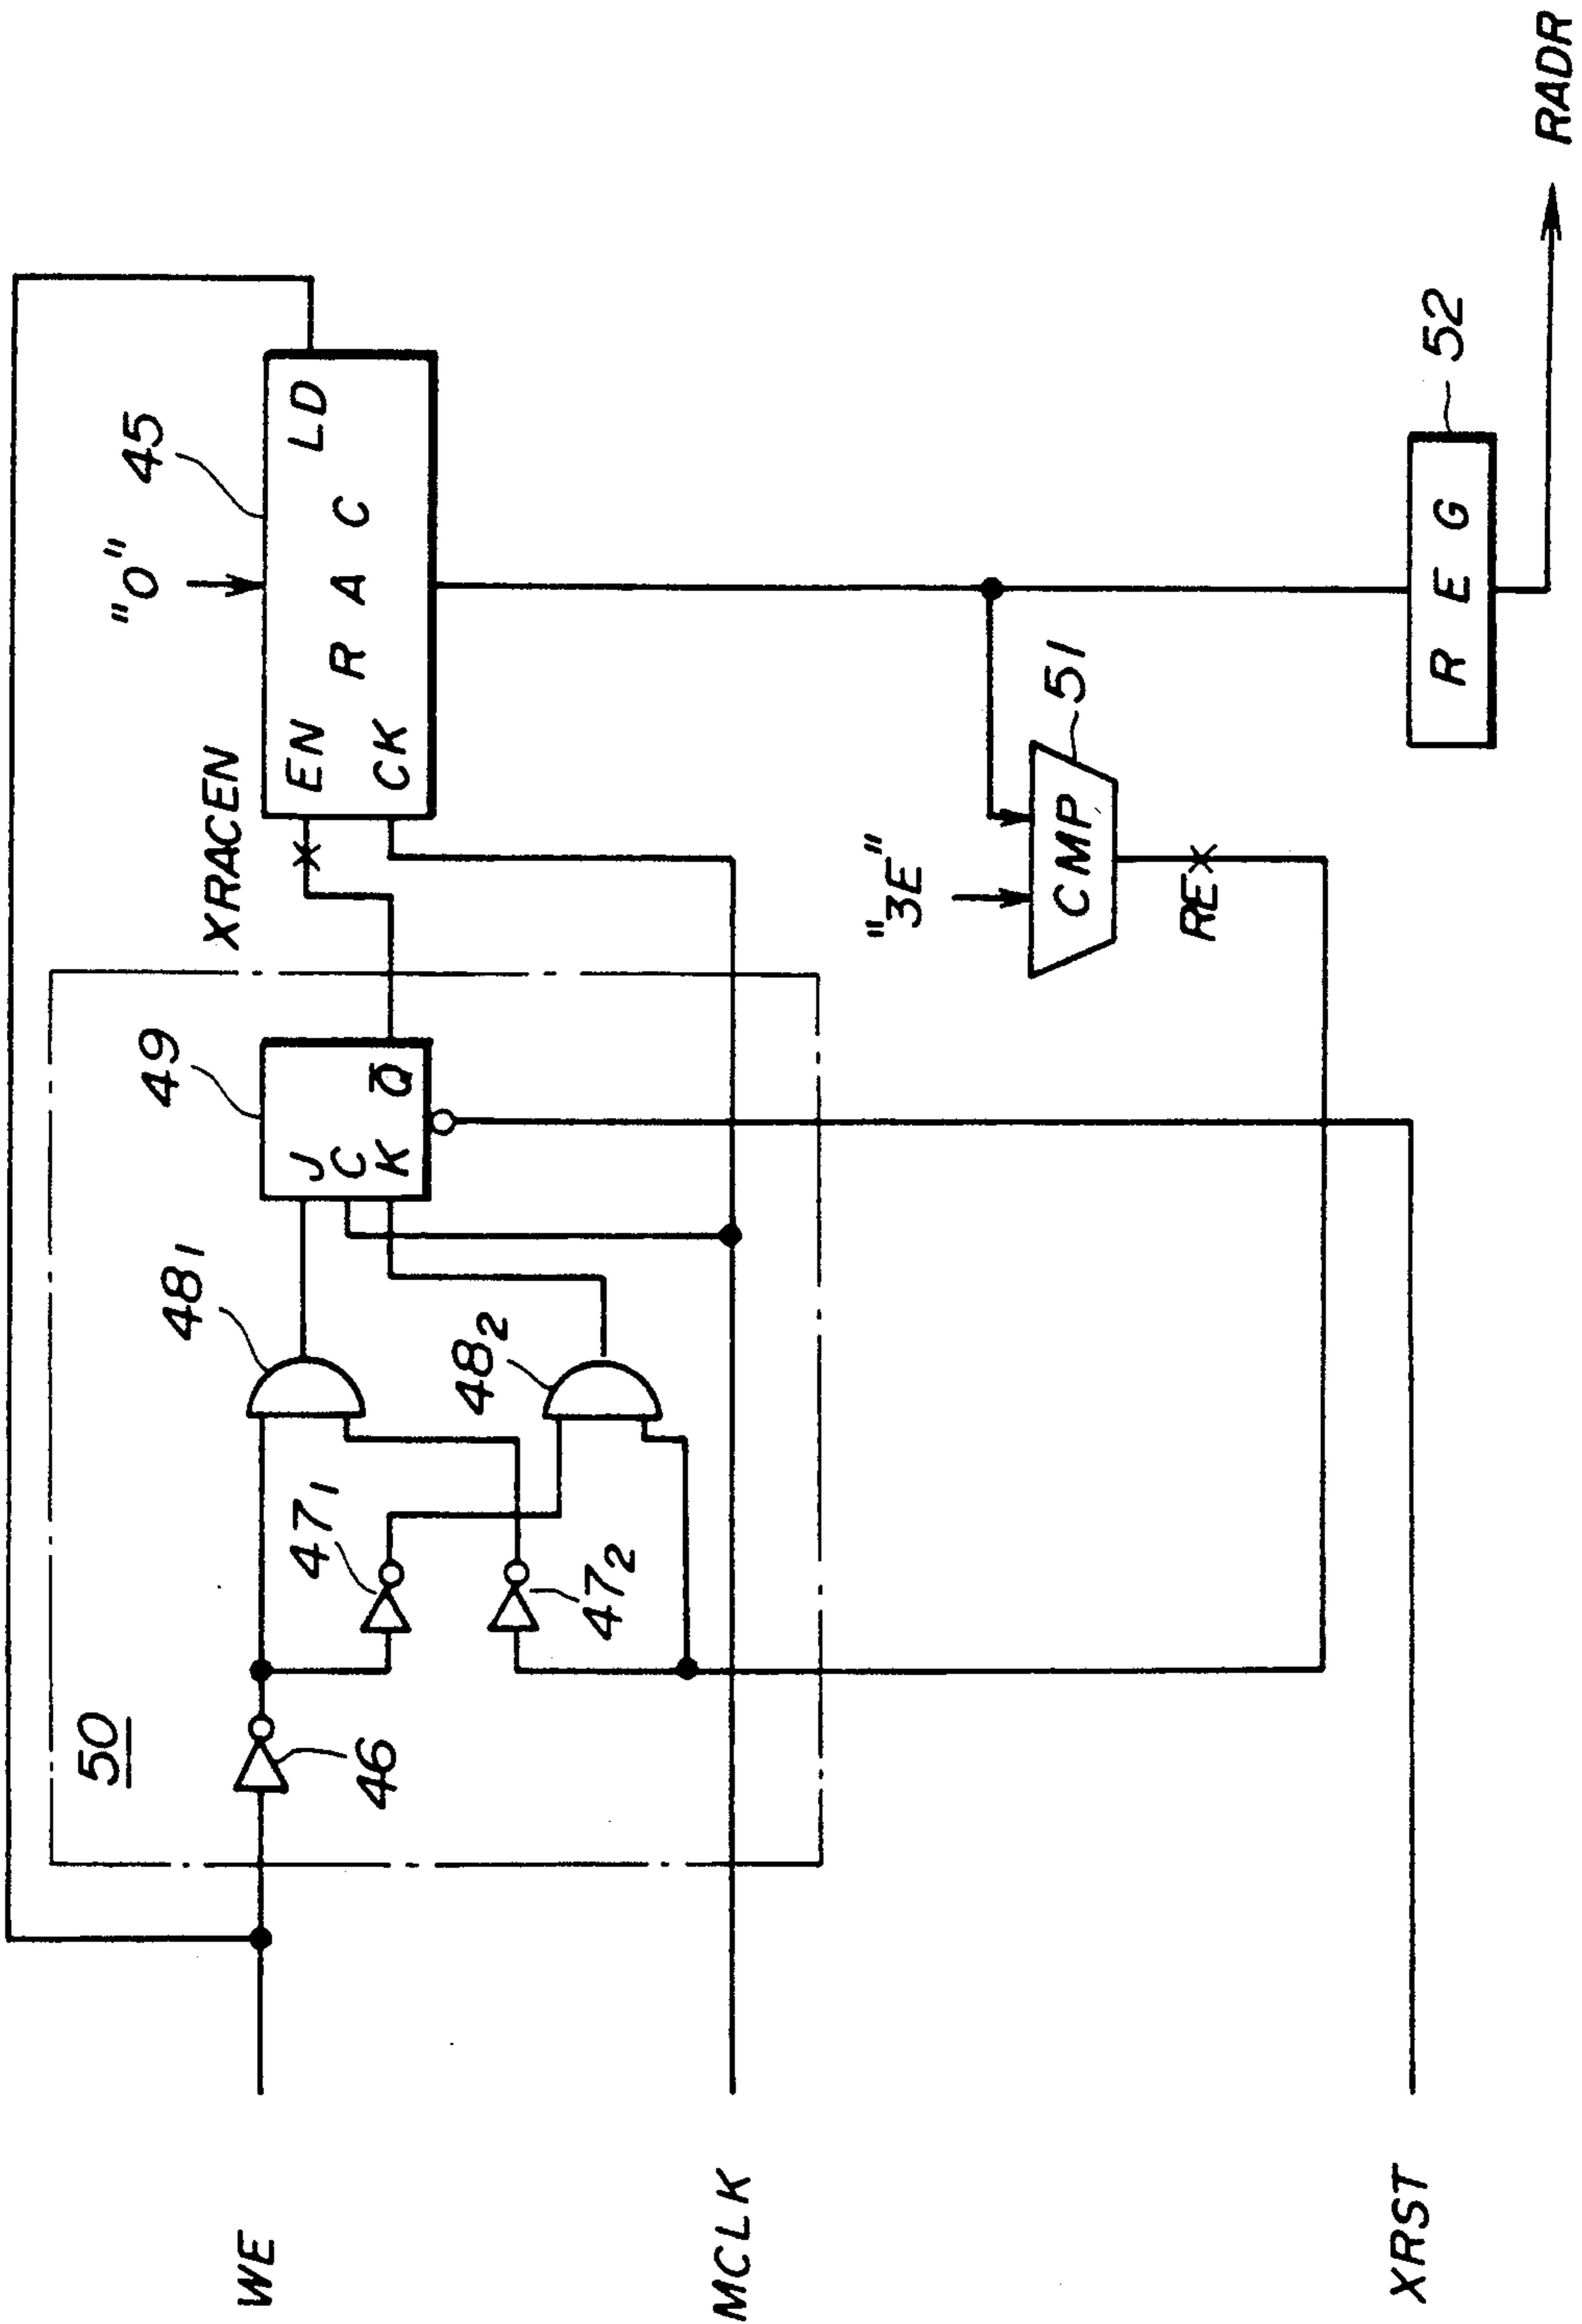 50
46
47₁
47₂
48₁
48₂
49
J
C
K
Q̅
XRACEN
"0"
45
EN
LD
R A C
CK
"3E"
51
CMP
RE
52
R E G
WE
MCLK
XRST
RADR